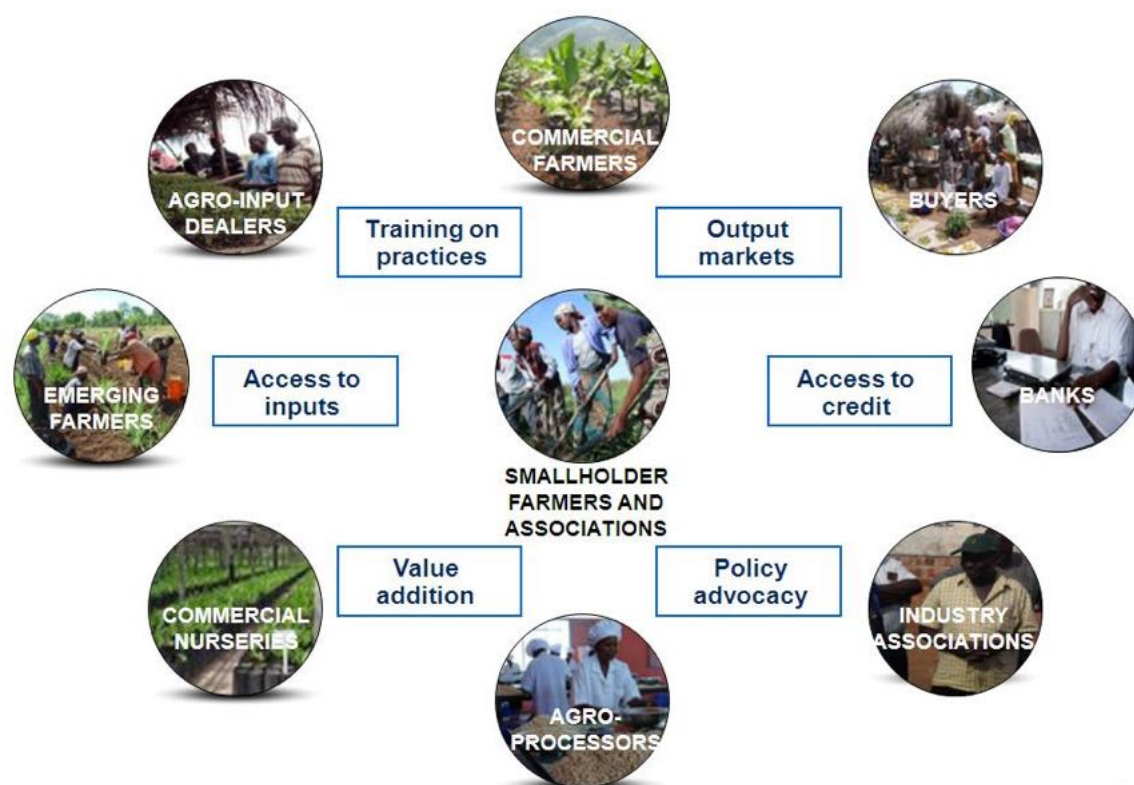 COMMERCIAL
FARMERS
AGRO-INPUT
DEALERS
BUYERS
Training on
practices
Output
markets
EMERGING
FARMERS
Access to
inputs
SMALLHOLDER
FARMERS AND
ASSOCIATIONS
Access to
credit
BANKS
COMMERCIAL
NURSERIES
Value
addition
Policy
advocacy
INDUSTRY
ASSOCIATIONS
AGRO-
PROCESSORS